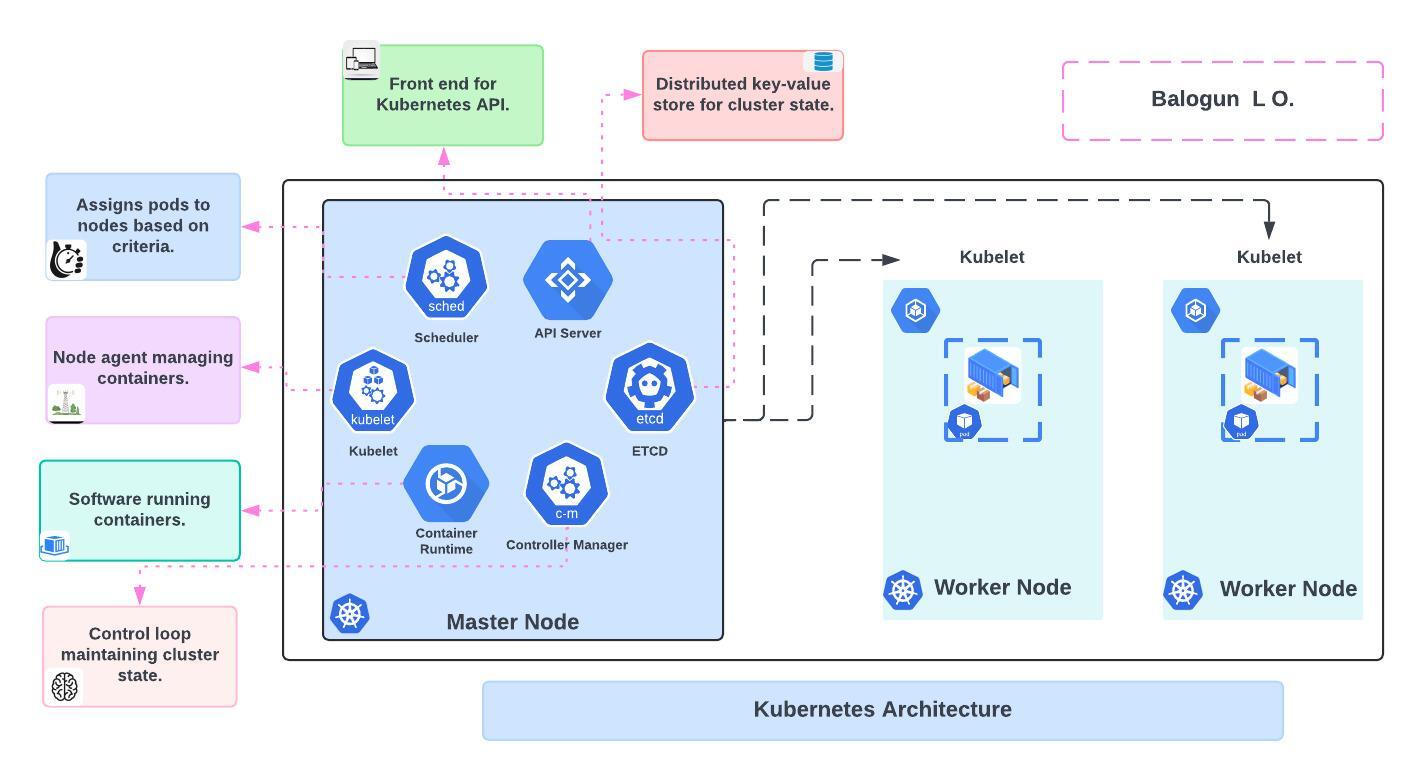 Front end for
Kubernetes API.
Distributed key-value
store for cluster state.
Balogun L O.
Assigns pods to
nodes based on
criteria.
Node agent managing
containers.
Software running
containers.
Control loop
maintaining cluster
state.
sched
Scheduler
API Server
kubelet
Kubelet
etcd
ETCD
Container
Runtime
c-m
Controller Manager
Master Node
Kubelet
pod
Worker Node
Kubelet
pod
Worker Node
Kubernetes Architecture